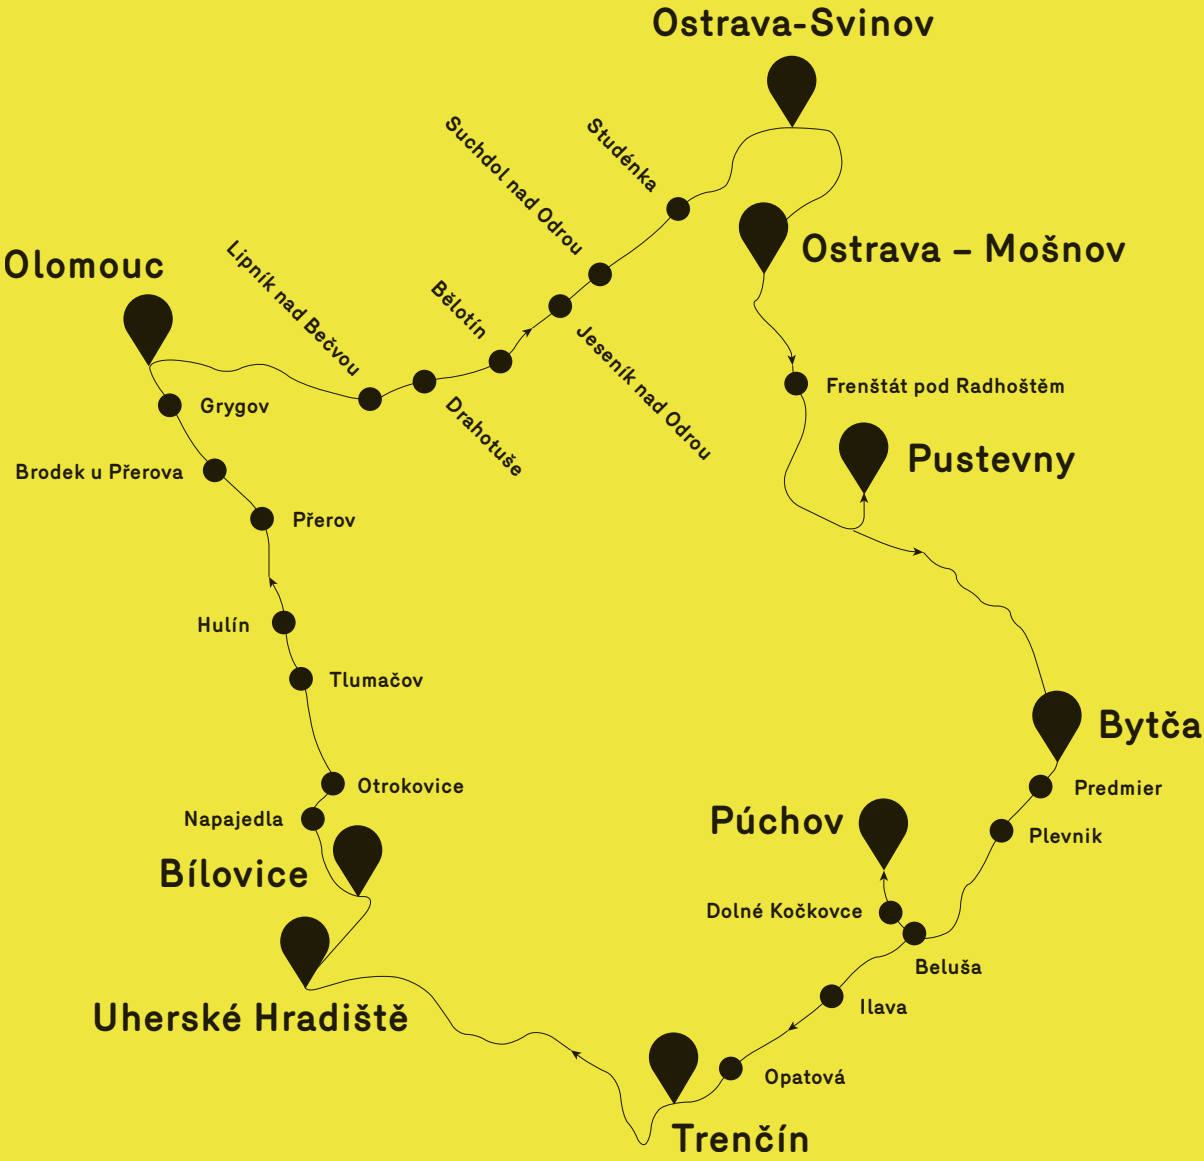 Ostrava-Svinov
Studénka
Suchdol nad Odrou
Ostrava – Mošnov
Olomouc
Lipník nad Bečvou
Bělotín
Jeseník nad Odrou
Drahotuše
Frenštát pod Radhoštěm
Grygov
Pustevny
Brodek u Přerova
Přerov
Hulín
Tlumačov
Bytča
Otrokovice
Predmier
Napajedla
Púchov
Plevnik
Bílovice
Dolné Kočkovce
Beluša
Uherské Hradiště
Ilava
Opatová
Trenčín